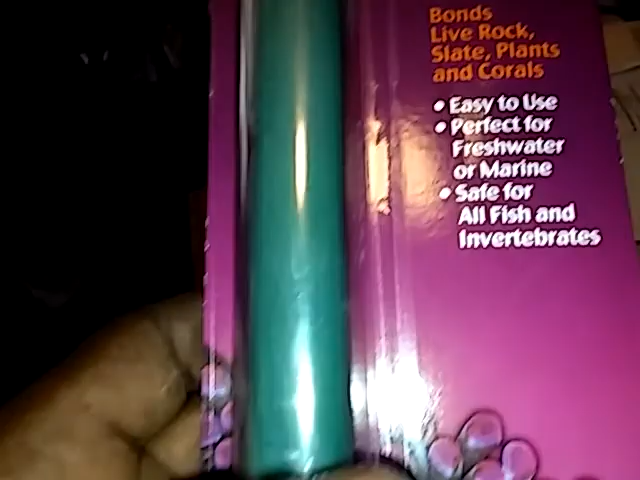 Bonds
Live Rock,
Slate, Plants
and Corals
• Easy to Use
• Perfect for
Freshwater
or Marine
• Safe for
All Fish and
Invertebrates